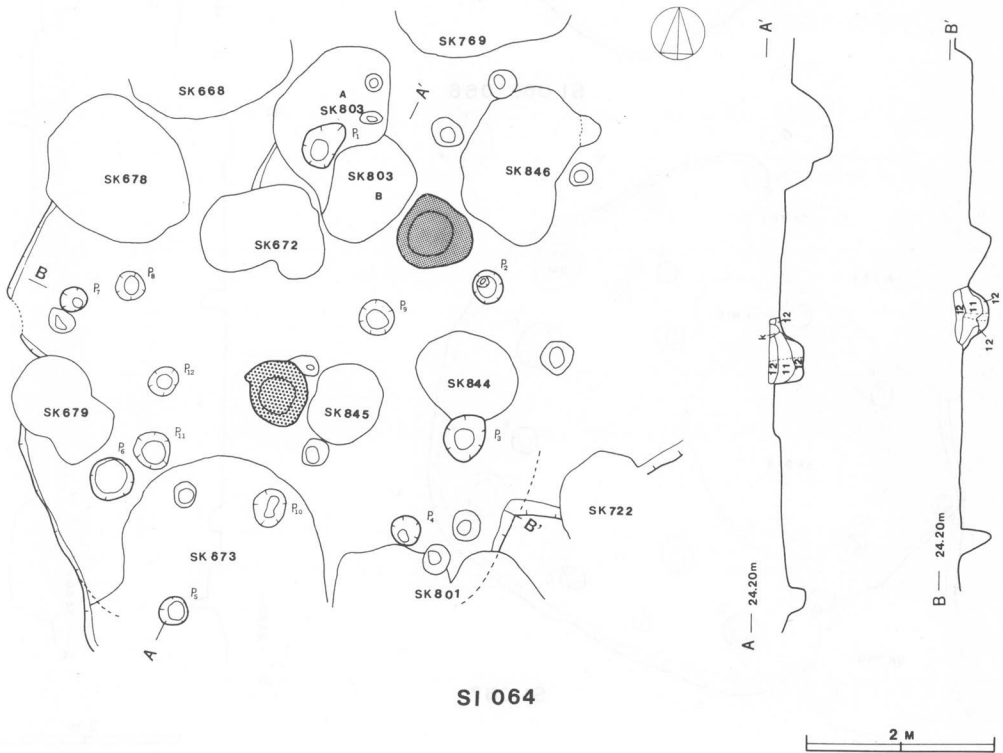 SK769
SK668
A
SK803
A'
P1
SK678
SK803
B
SK846
SK672
B
P7
P8
P2
P9
P12
SK679
SK845
SK844
P11
P6
P3
P10
P4
B'
SK722
SK673
SK801
P5
A
SI 064
A'
B'
12
k
12 11 12
12
11
12
12
A — 24.20m
B — 24.20m
2 M